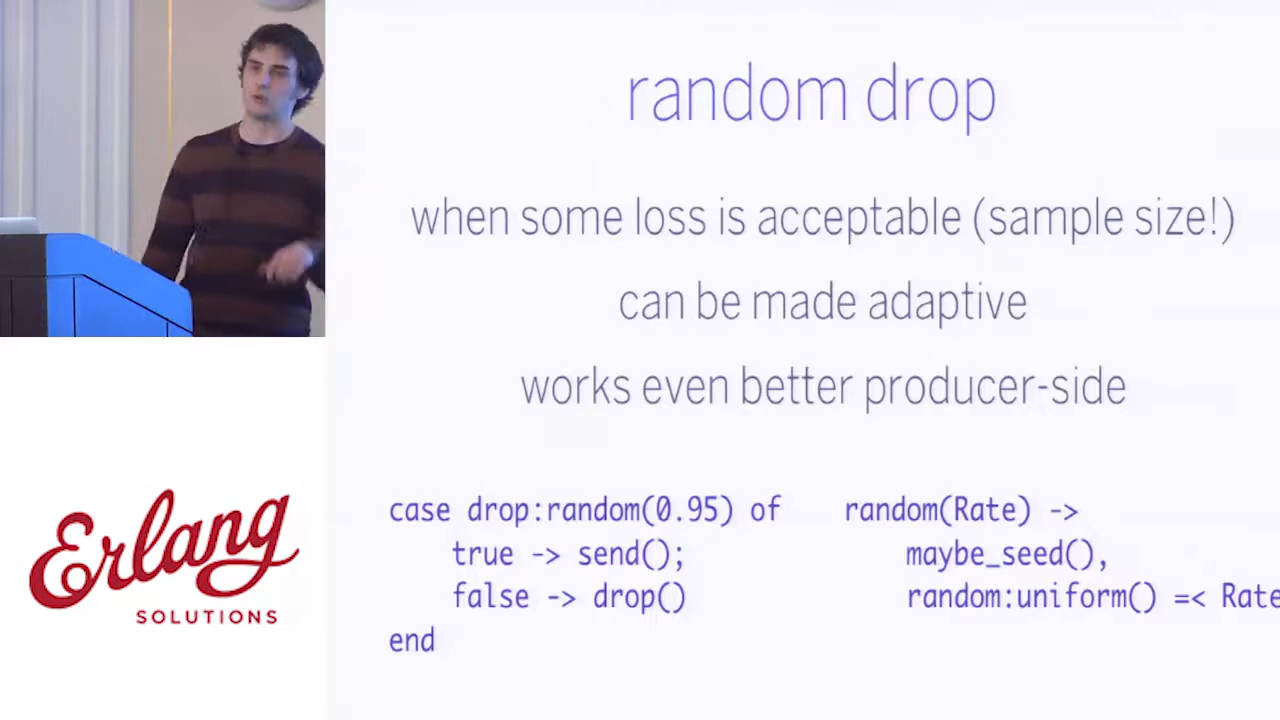 random drop
when some loss is acceptable (sample size!)
can be made adaptive
works even better producer-side
case drop:random(0.95) of
    true -> send();
    false -> drop()
end
random(Rate) ->
    maybe_seed(),
    random:uniform() =< Rate
Erlang
SOLUTIONS